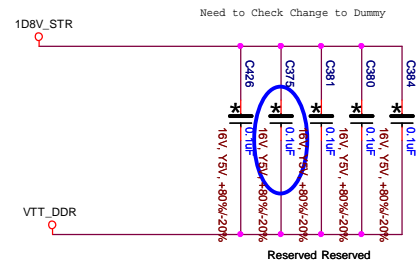 Need to Check Change to Dummy
1D8V_STR
C426
C375
C381
C380
C384
*
*
*
*
*
0.1uF
0.1uF
0.1uF
0.1uF
0.1uF
16V, Y5V, +80%/-20%
16V, Y5V, +80%/-20%
16V, Y5V, +80%/-20%
16V, Y5V, +80%/-20%
16V, Y5V, +80%/-20%
VTT_DDR
Reserved Reserved